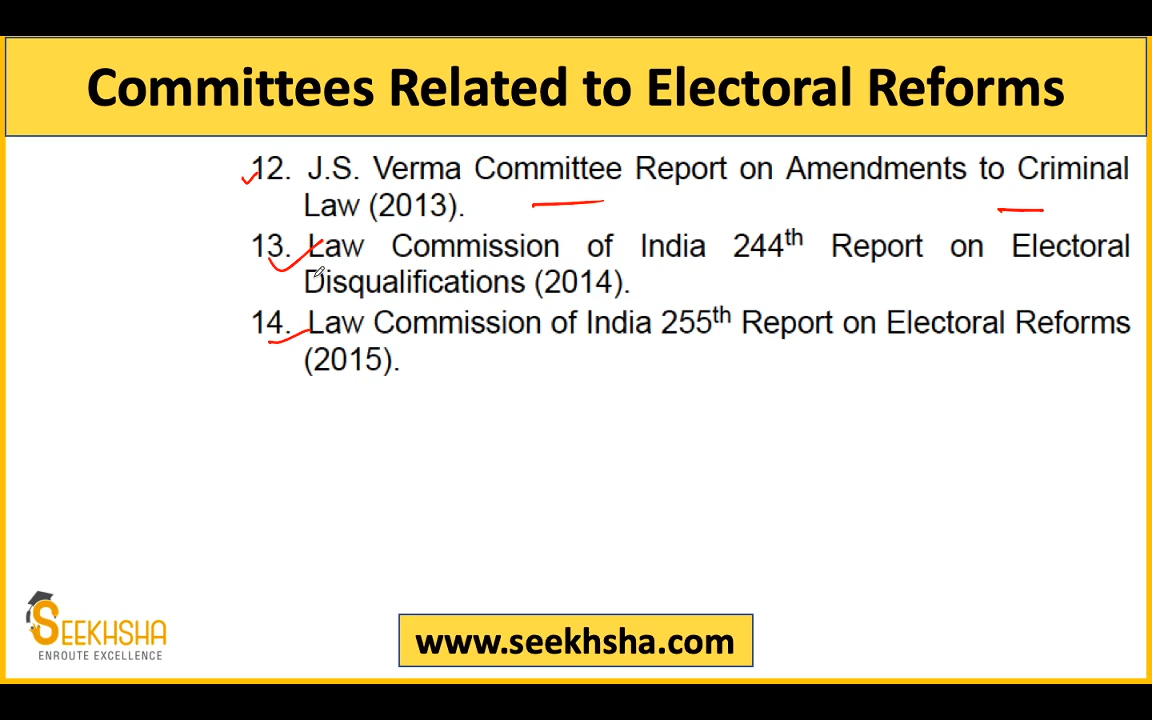 Committees Related to Electoral Reforms
12. J.S. Verma Committee Report on Amendments to Criminal
Law (2013).
13. Law Commission of India 244th Report on Electoral
Disqualifications (2014).
14. Law Commission of India 255th Report on Electoral Reforms
(2015).
SEEKHSHA
ENROUTE EXCELLENCE
www.seekhsha.com